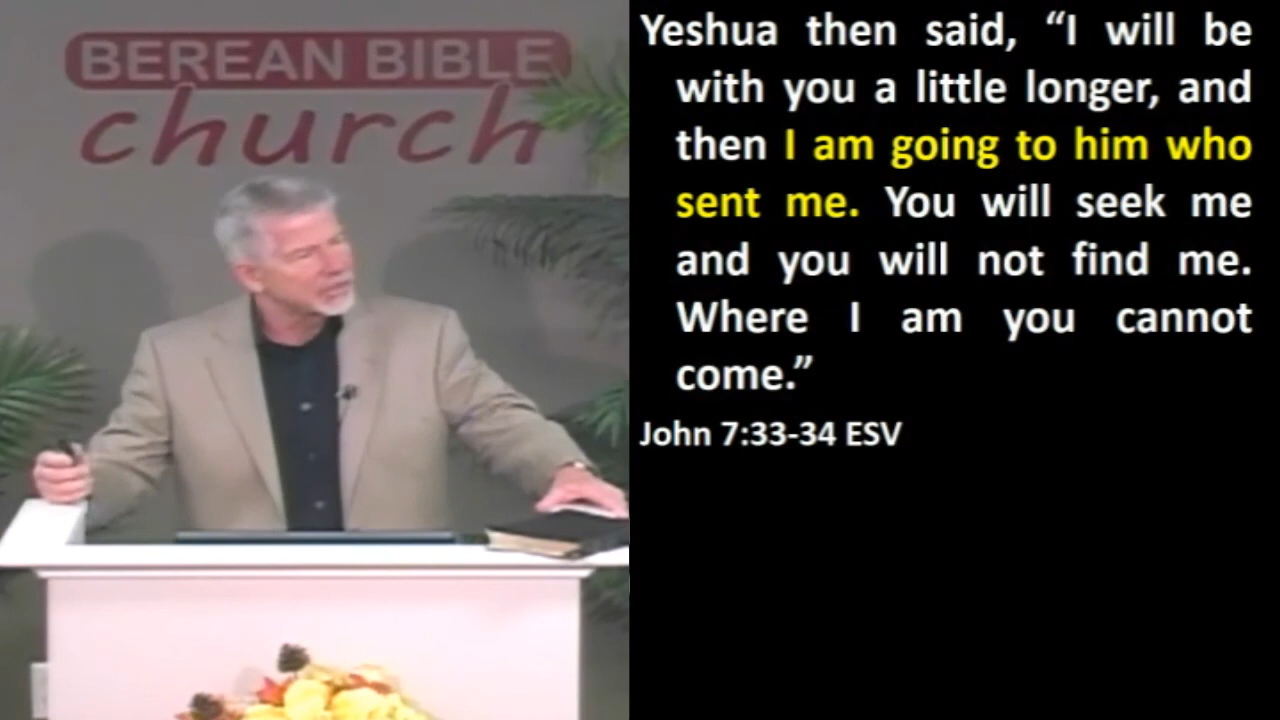 BEREAN BIBLE
church
Yeshua then said, “I will be
with you a little longer, and
then I am going to him who
sent me. You will seek me
and you will not find me.
Where I am you cannot
come.”
John 7:33-34 ESV